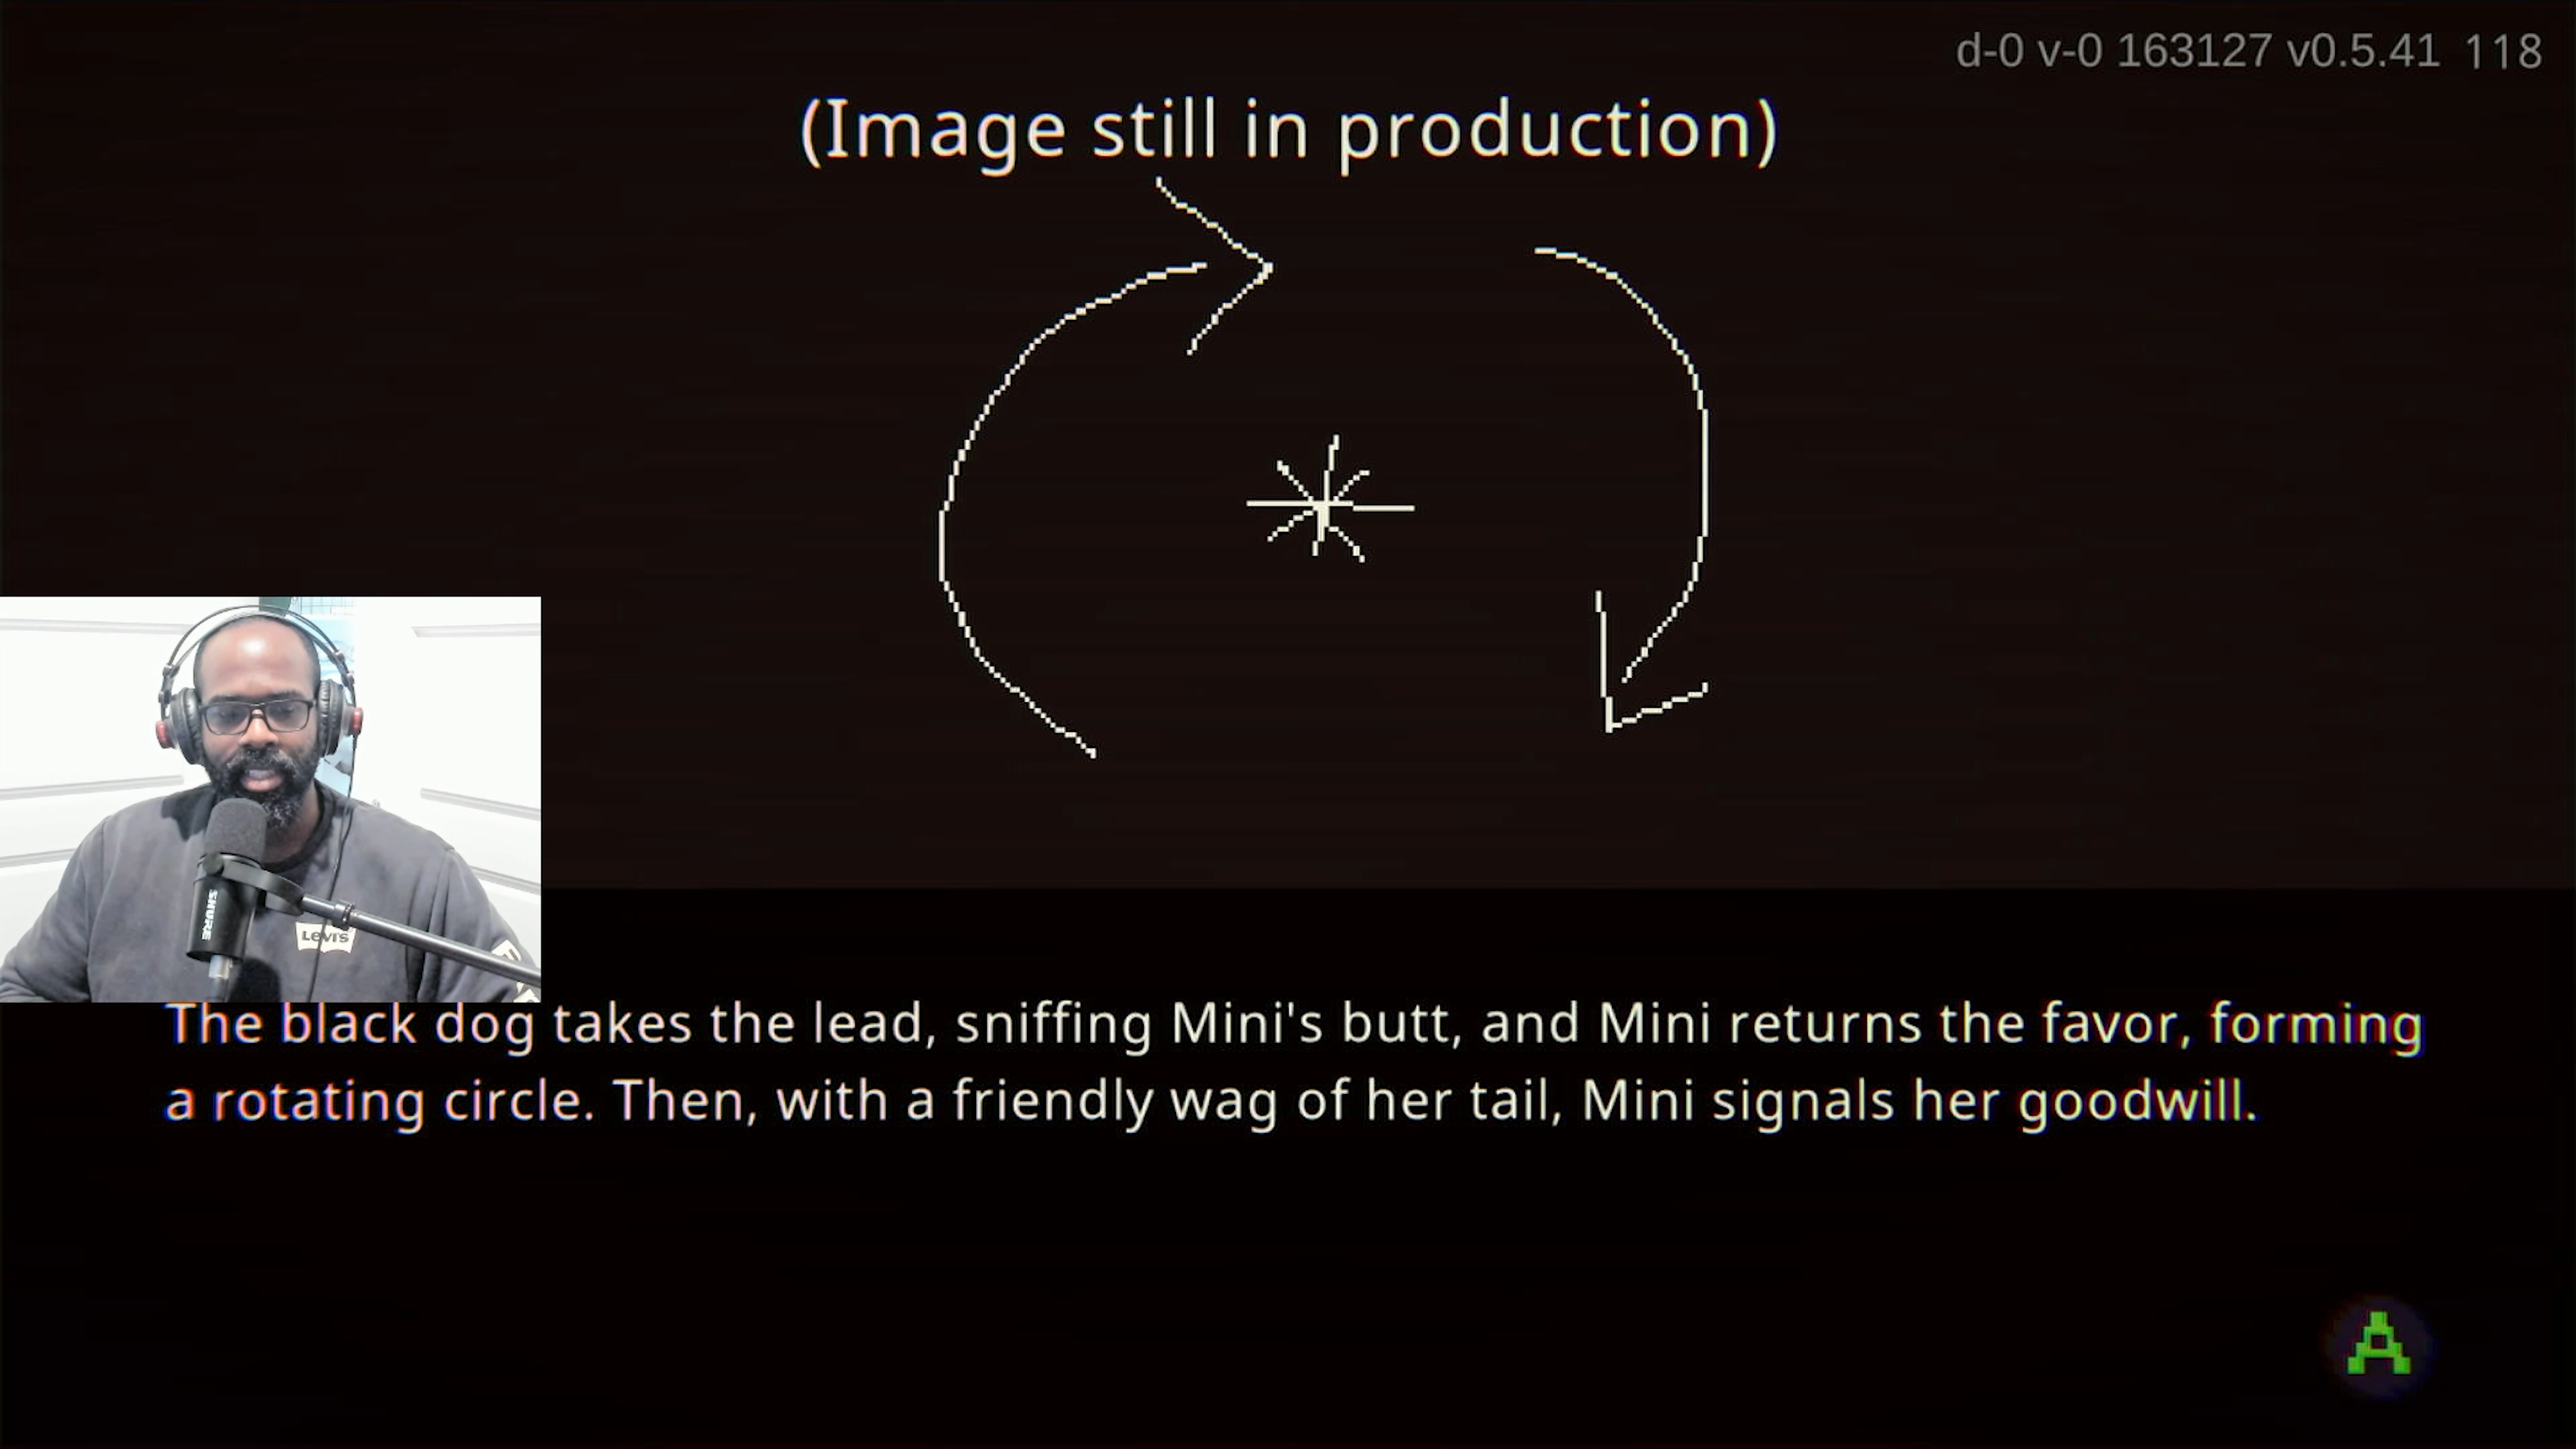 d-0 v-0 163127 v0.5.41 118
(Image still in production)
SHURE
Levi's
The black dog takes the lead, sniffing Mini's butt, and Mini returns the favor, forming
a rotating circle. Then, with a friendly wag of her tail, Mini signals her goodwill.
A